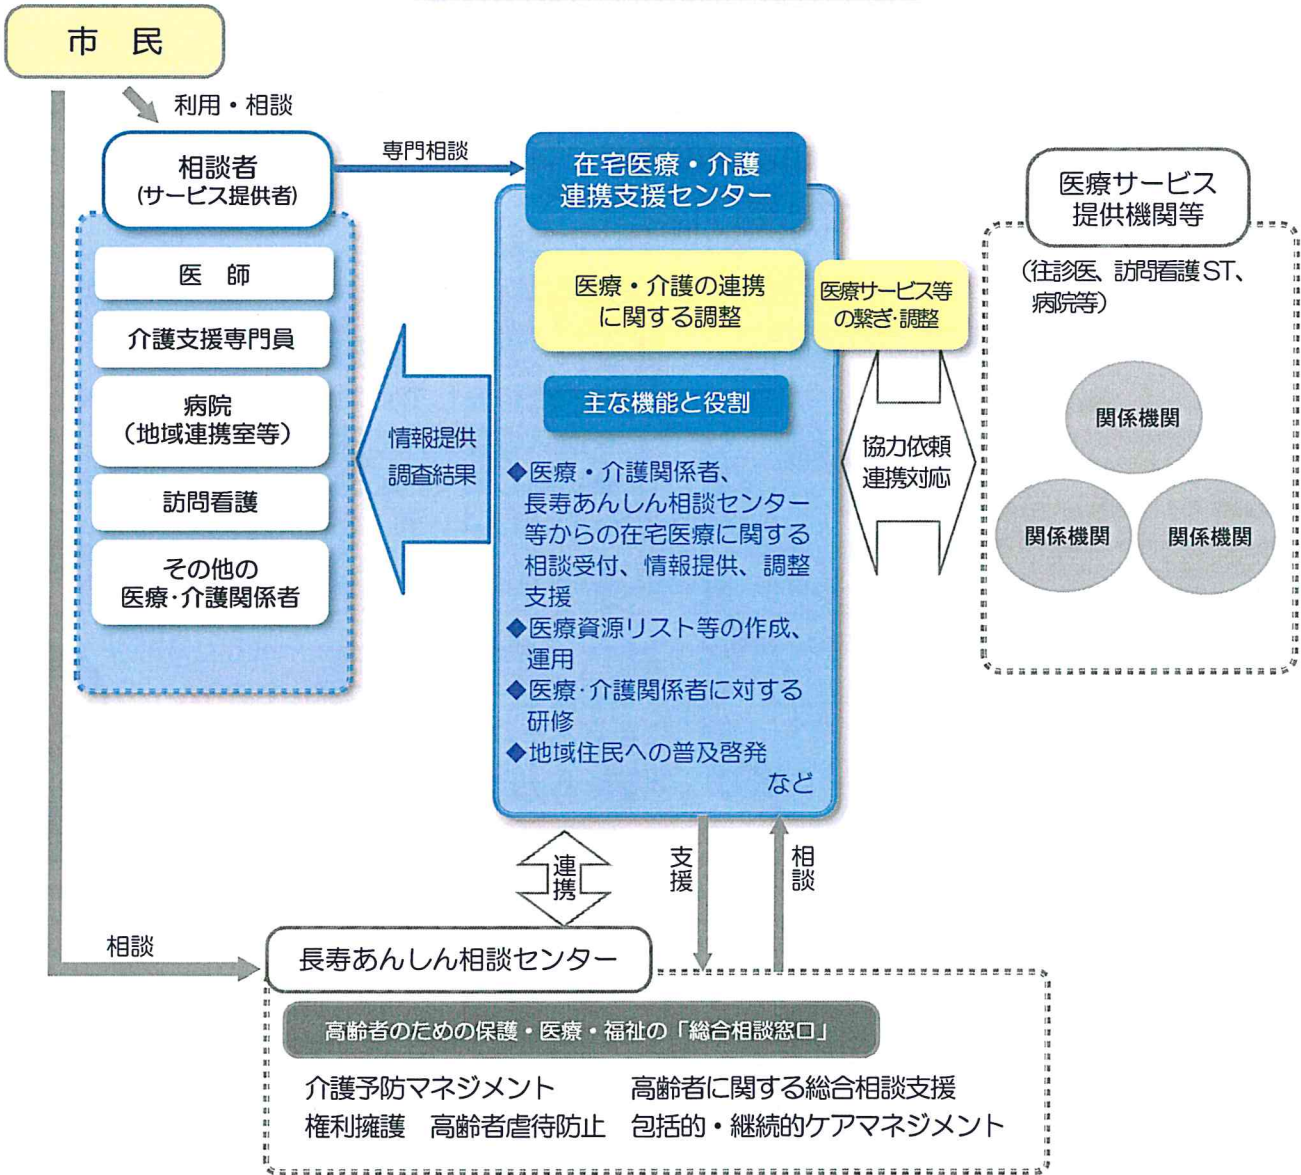 市　民
利用・相談
相談者
(サービス提供者)
医　師
介護支援専門員
病院
（地域連携室等）
訪問看護
その他の
医療・介護関係者
専門相談
在宅医療・介護
連携支援センター
医療・介護の連携
に関する調整
医療サービス等
の繋ぎ・調整
主な機能と役割
◆医療・介護関係者、
長寿あんしん相談センター
等からの在宅医療に関する
相談受付、情報提供、調整
支援
◆医療資源リスト等の作成、
運用
◆医療・介護関係者に対する
研修
◆地域住民への普及啓発
など
情報提供
調査結果
協力依頼
連携対応
医療サービス
提供機関等
（往診医、訪問看護ST、
病院等）
関係機関
関係機関
関係機関
連携
支援
相談
相談
長寿あんしん相談センター
高齢者のための保護・医療・福祉の「総合相談窓口」
介護予防マネジメント　高齢者に関する総合相談支援
権利擁護　高齢者虐待防止　包括的・継続的ケアマネジメント